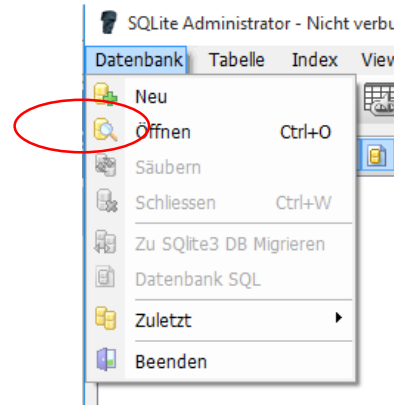 SQLite Administrator - Nicht verbu
Datenbank Tabelle Index View
Neu
Öffnen Ctrl+O
Säubern
Schliessen Ctrl+W
Zu SQlite3 DB Migrieren
Datenbank SQL
Zuletzt
Beenden